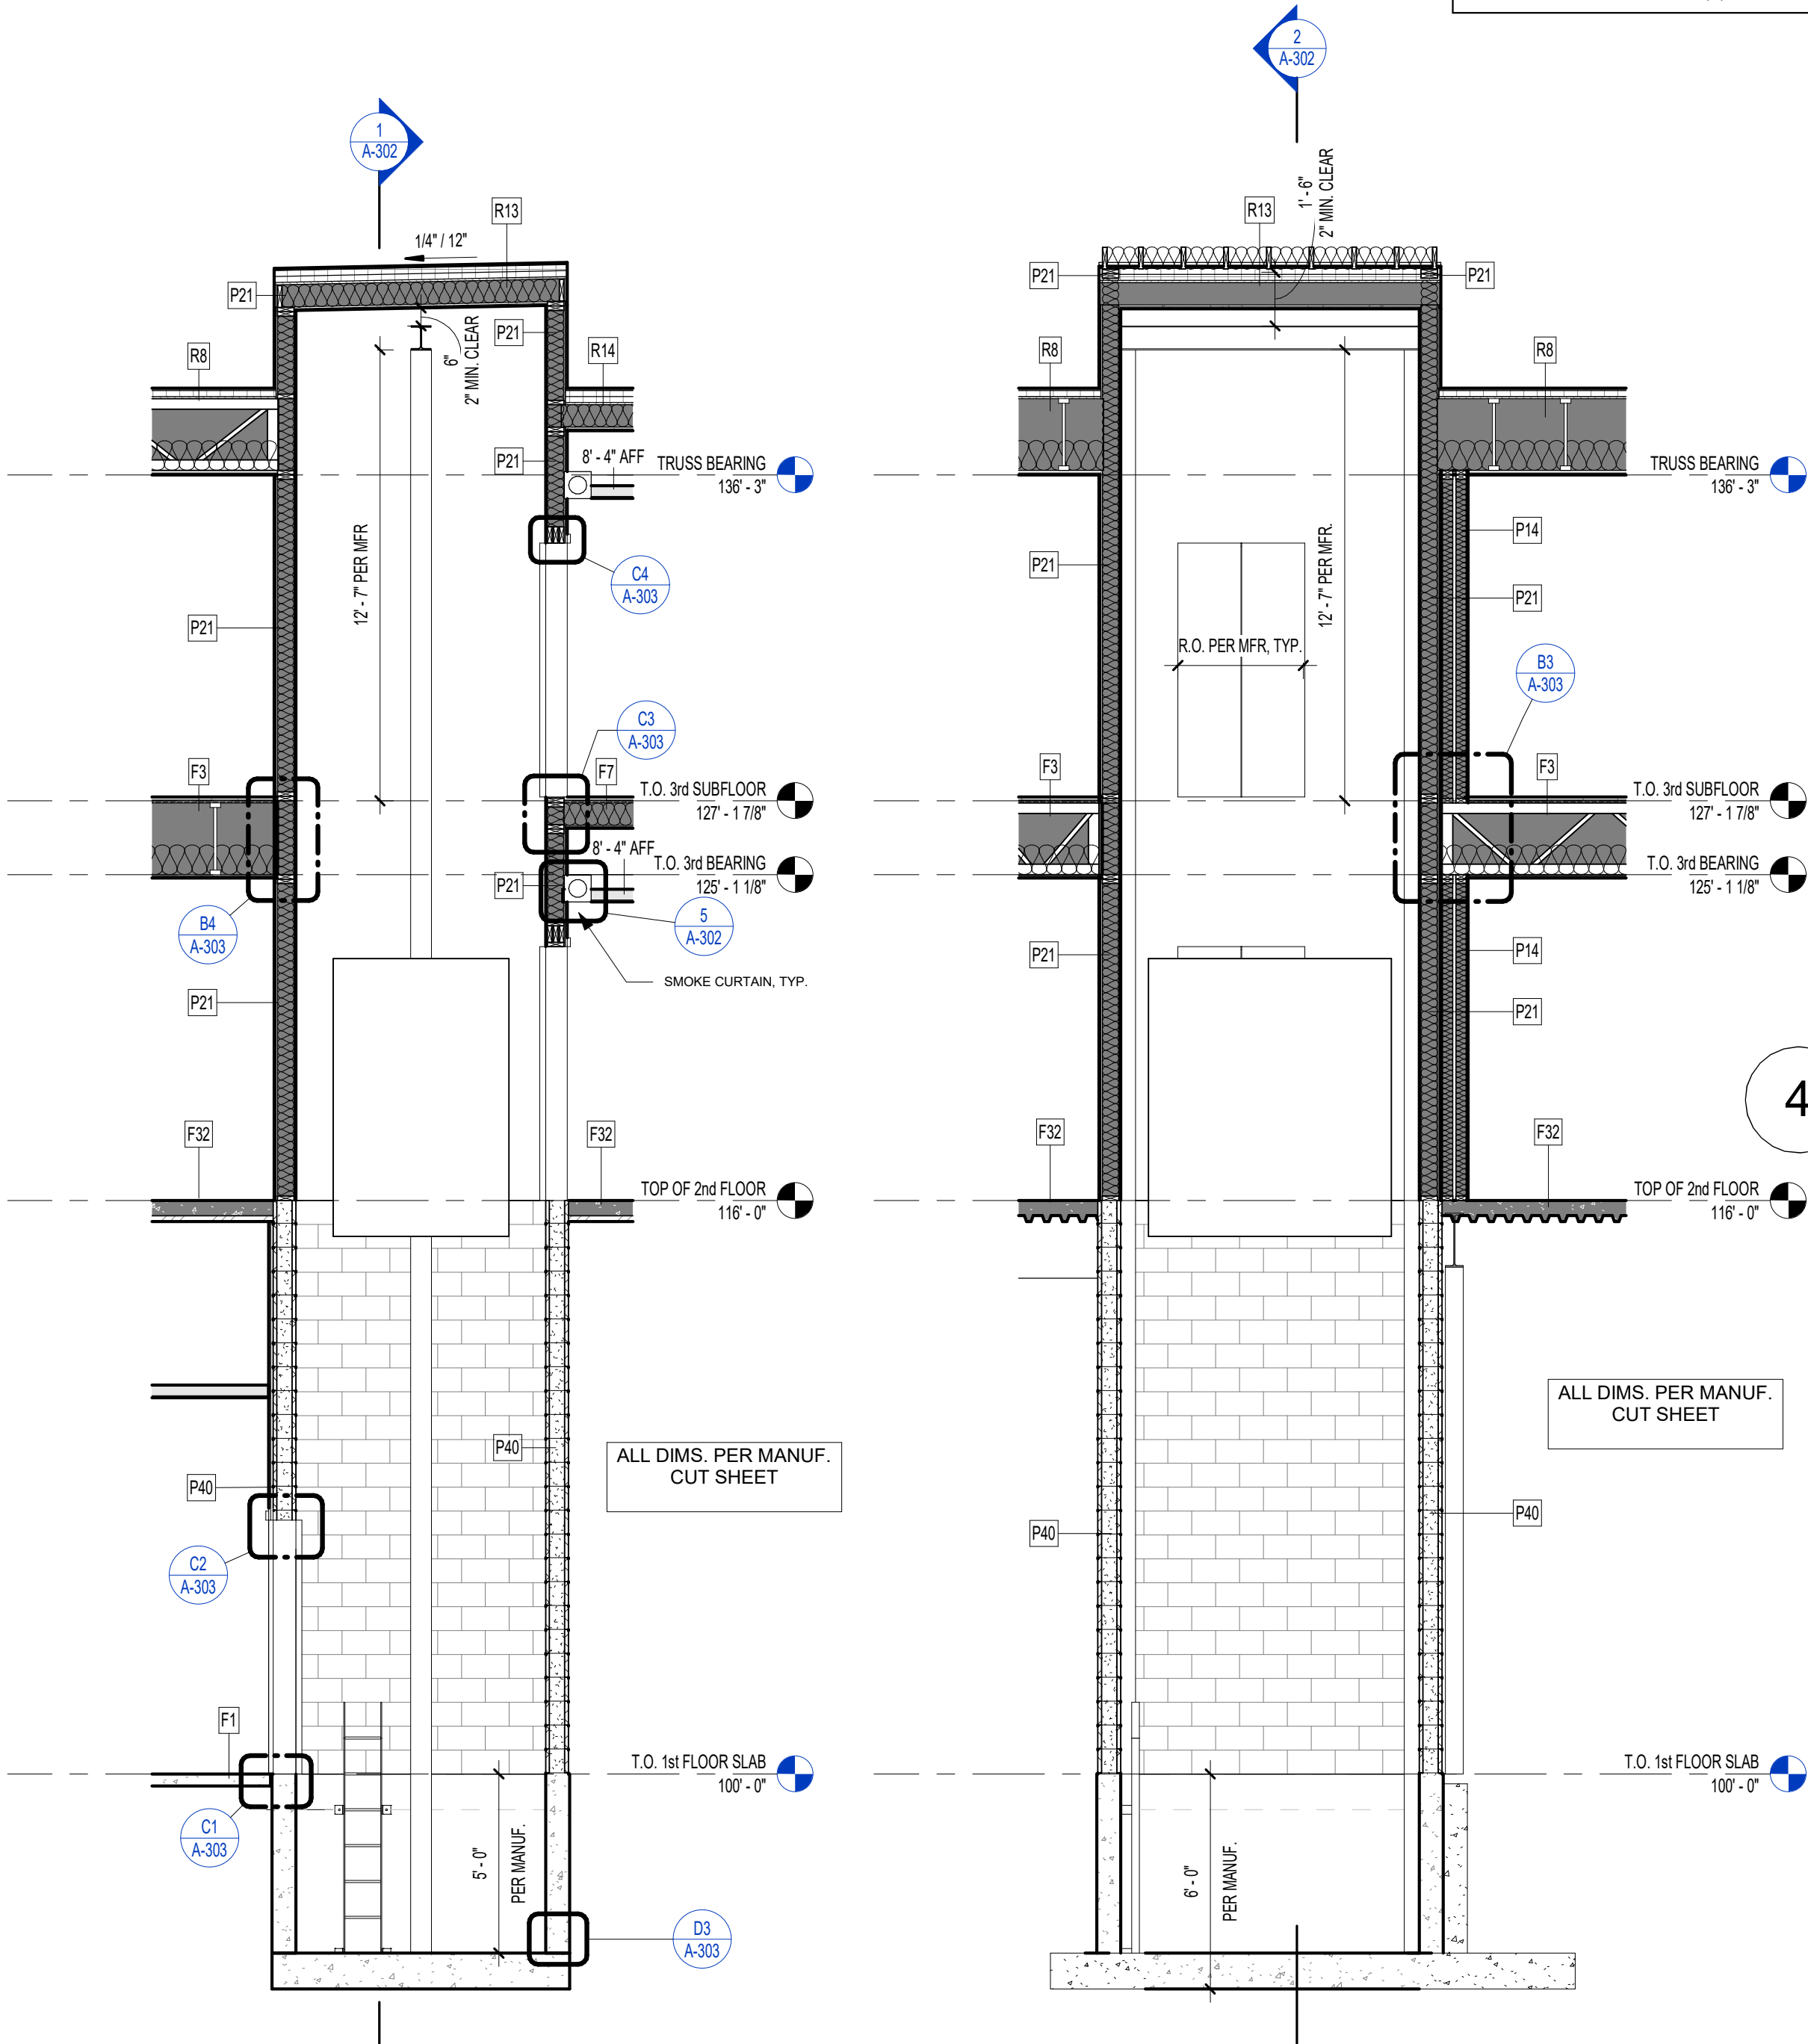 1
A-302
1/4" / 12"
R13
P21
P21
R8
6"
2" MIN. CLEAR
R14
P21
8' - 4" AFF
TRUSS BEARING
136' - 3"
12' - 7" PER MFR
C4
A-303
P21
C3
A-303
F3
F7
T.O. 3rd SUBFLOOR
127' - 1 7/8"
8' - 4" AFF
T.O. 3rd BEARING
125' - 1 1/8"
P21
B4
A-303
5
A-302
SMOKE CURTAIN, TYP.
P21
F32
F32
TOP OF 2nd FLOOR
116' - 0"
P40
P40
ALL DIMS. PER MANUF.
CUT SHEET
C2
A-303
F1
T.O. 1st FLOOR SLAB
100' - 0"
C1
A-303
5' - 0"
PER MANUF.
D3
A-303
2
A-302
1' - 6"
2" MIN. CLEAR
R13
P21
P21
R8
R8
TRUSS BEARING
136' - 3"
P14
P21
12' - 7" PER MFR.
P21
R.O. PER MFR, TYP.
B3
A-303
F3
F3
T.O. 3rd SUBFLOOR
127' - 1 7/8"
T.O. 3rd BEARING
125' - 1 1/8"
P21
P14
P21
4
F32
F32
TOP OF 2nd FLOOR
116' - 0"
ALL DIMS. PER MANUF.
CUT SHEET
P40
P40
T.O. 1st FLOOR SLAB
100' - 0"
6' - 0"
PER MANUF.